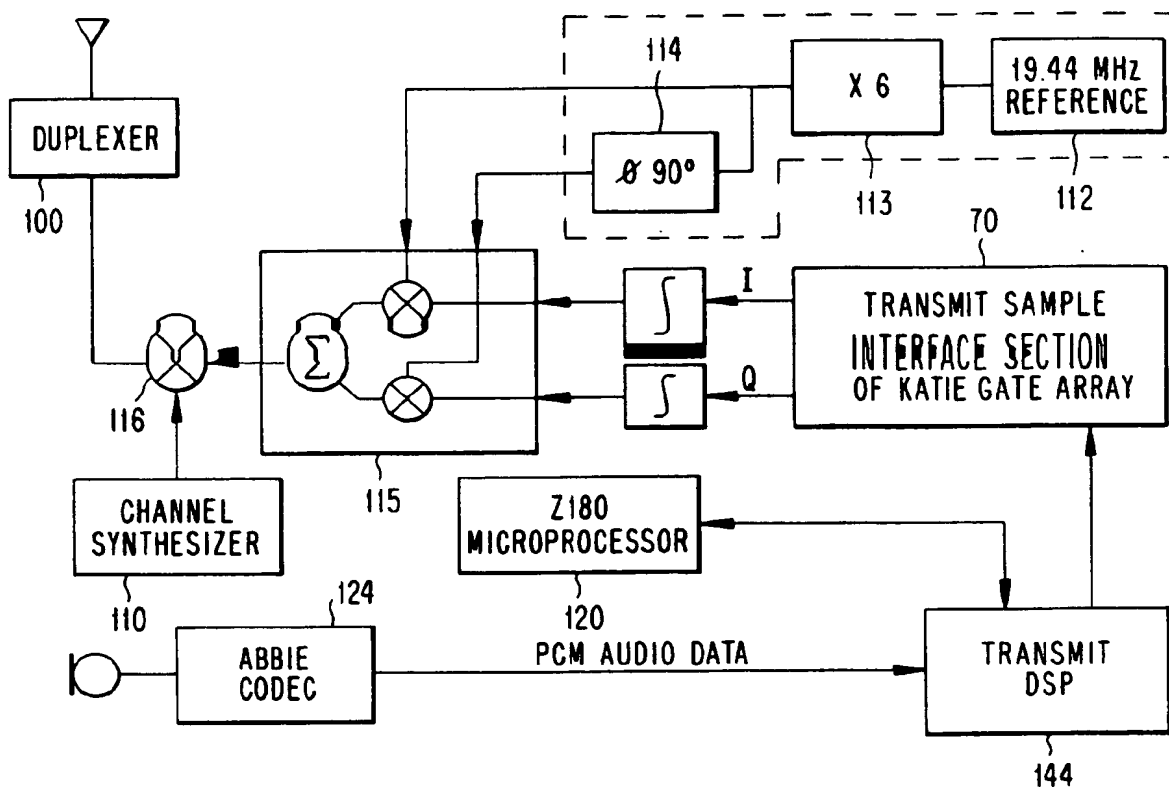 114
X 6
19.44 MHz
REFERENCE
DUPLEXER
Ø 90°
100
113
112
70
I
TRANSMIT SAMPLE
INTERFACE SECTION
OF KATIE GATE ARRAY
Σ
∫
∫
Q
116
115
CHANNEL
SYNTHESIZER
Z180
MICROPROCESSOR
110
124
120
ABBIE
CODEC
PCM AUDIO DATA
TRANSMIT
DSP
144